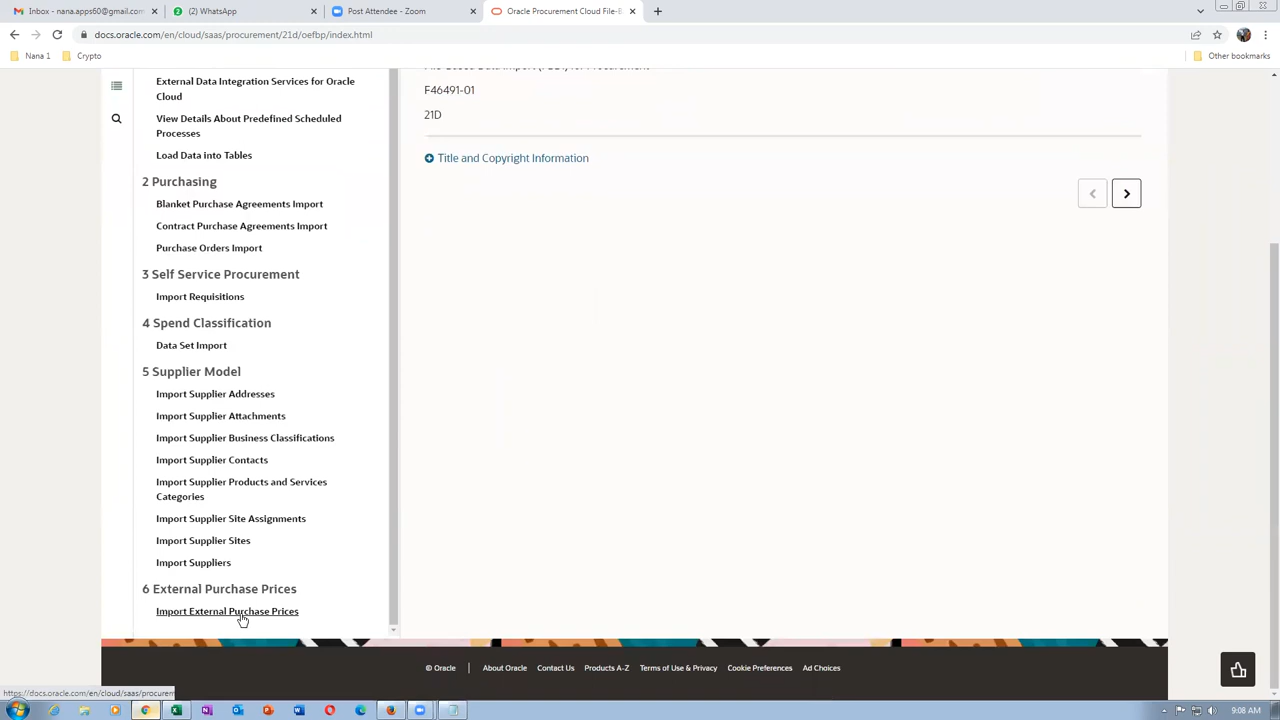 Inbox - nana.apps60@gmail.com
(2) WhatsApp
Post Attendee - Zoom
Oracle Procurement Cloud File-B
docs.oracle.com/en/cloud/saas/procurement/21d/oefbp/index.html
Nana 1
Crypto
Other bookmarks
External Data Integration Services for Oracle
Cloud
View Details About Predefined Scheduled
Processes
Load Data into Tables
2 Purchasing
Blanket Purchase Agreements Import
Contract Purchase Agreements Import
Purchase Orders Import
3 Self Service Procurement
Import Requisitions
4 Spend Classification
Data Set Import
5 Supplier Model
Import Supplier Addresses
Import Supplier Attachments
Import Supplier Business Classifications
Import Supplier Contacts
Import Supplier Products and Services
Categories
Import Supplier Site Assignments
Import Supplier Sites
Import Suppliers
6 External Purchase Prices
Import External Purchase Prices
F46491-01
21D
Title and Copyright Information
© Oracle
About Oracle
Contact Us
Products A-Z
Terms of Use & Privacy
Cookie Preferences
Ad Choices
https://docs.oracle.com/en/cloud/saas/procurem
9:08 AM